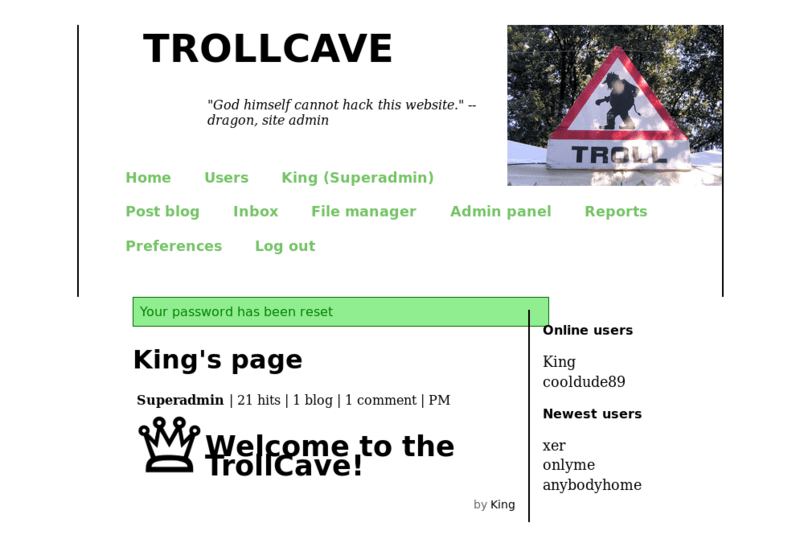 TROLLCAVE
"God himself cannot hack this website." --
dragon, site admin
TROLL
Home Users King (Superadmin)
Post blog Inbox File manager Admin panel Reports
Preferences Log out
Your password has been reset
King's page
Superadmin | 21 hits | 1 blog | 1 comment | PM
Welcome to the
TrollCave!
by King
Online users
King
cooldude89
Newest users
xer
onlyme
anybodyhome